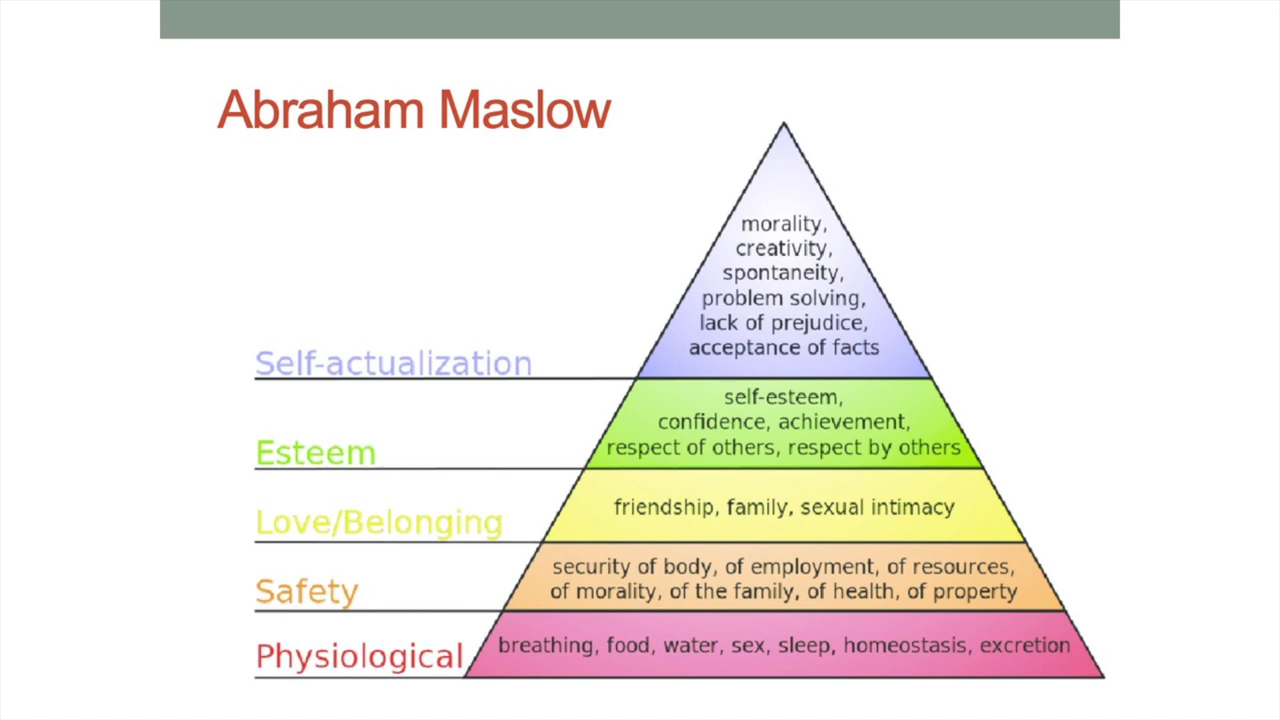 Abraham Maslow
morality,
creativity,
spontaneity,
problem solving,
lack of prejudice,
acceptance of facts
Self-actualization
self-esteem,
confidence, achievement,
respect of others, respect by others
Esteem
friendship, family, sexual intimacy
Love/Belonging
security of body, of employment, of resources,
of morality, of the family, of health, of property
Safety
breathing, food, water, sex, sleep, homeostasis, excretion
Physiological